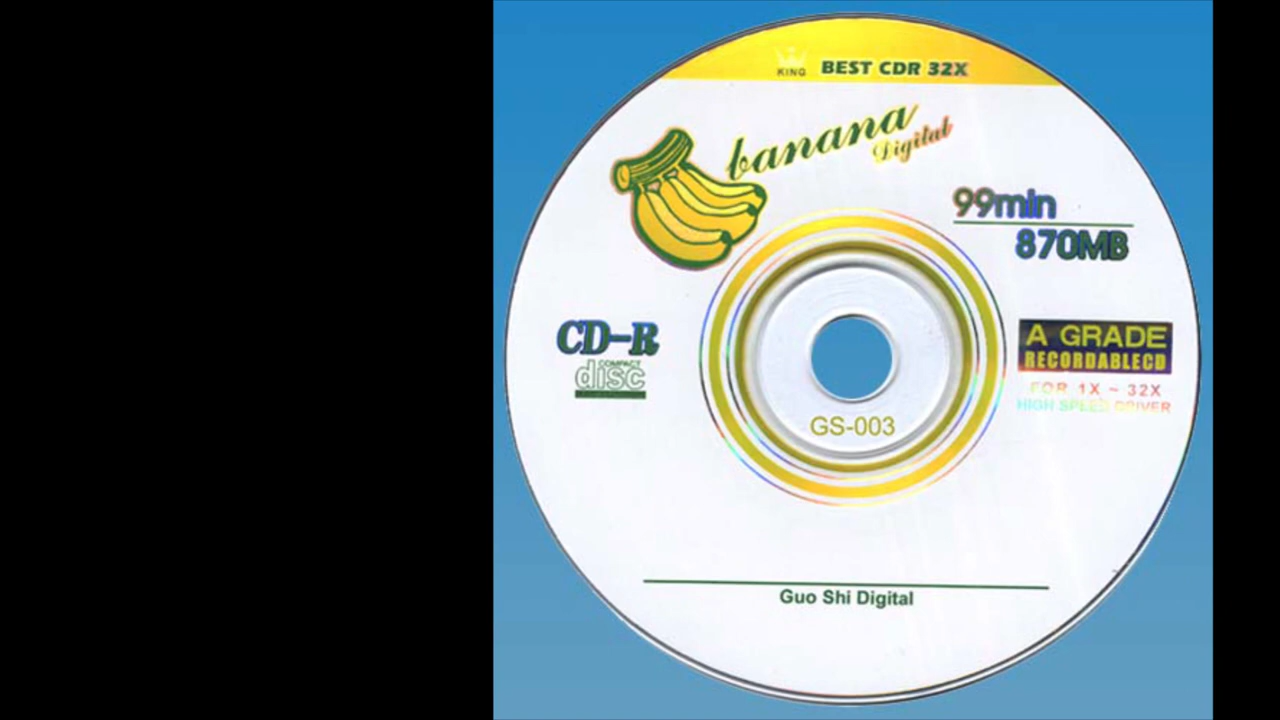 KING
BEST CDR 32X
banana
Digital
99min
870MB
CD-R
COMPACT
disc
A GRADE
RECORDABLECD
FOR 1X ~ 32X
HIGH SPEED DRIVER
GS-003
Guo Shi Digital